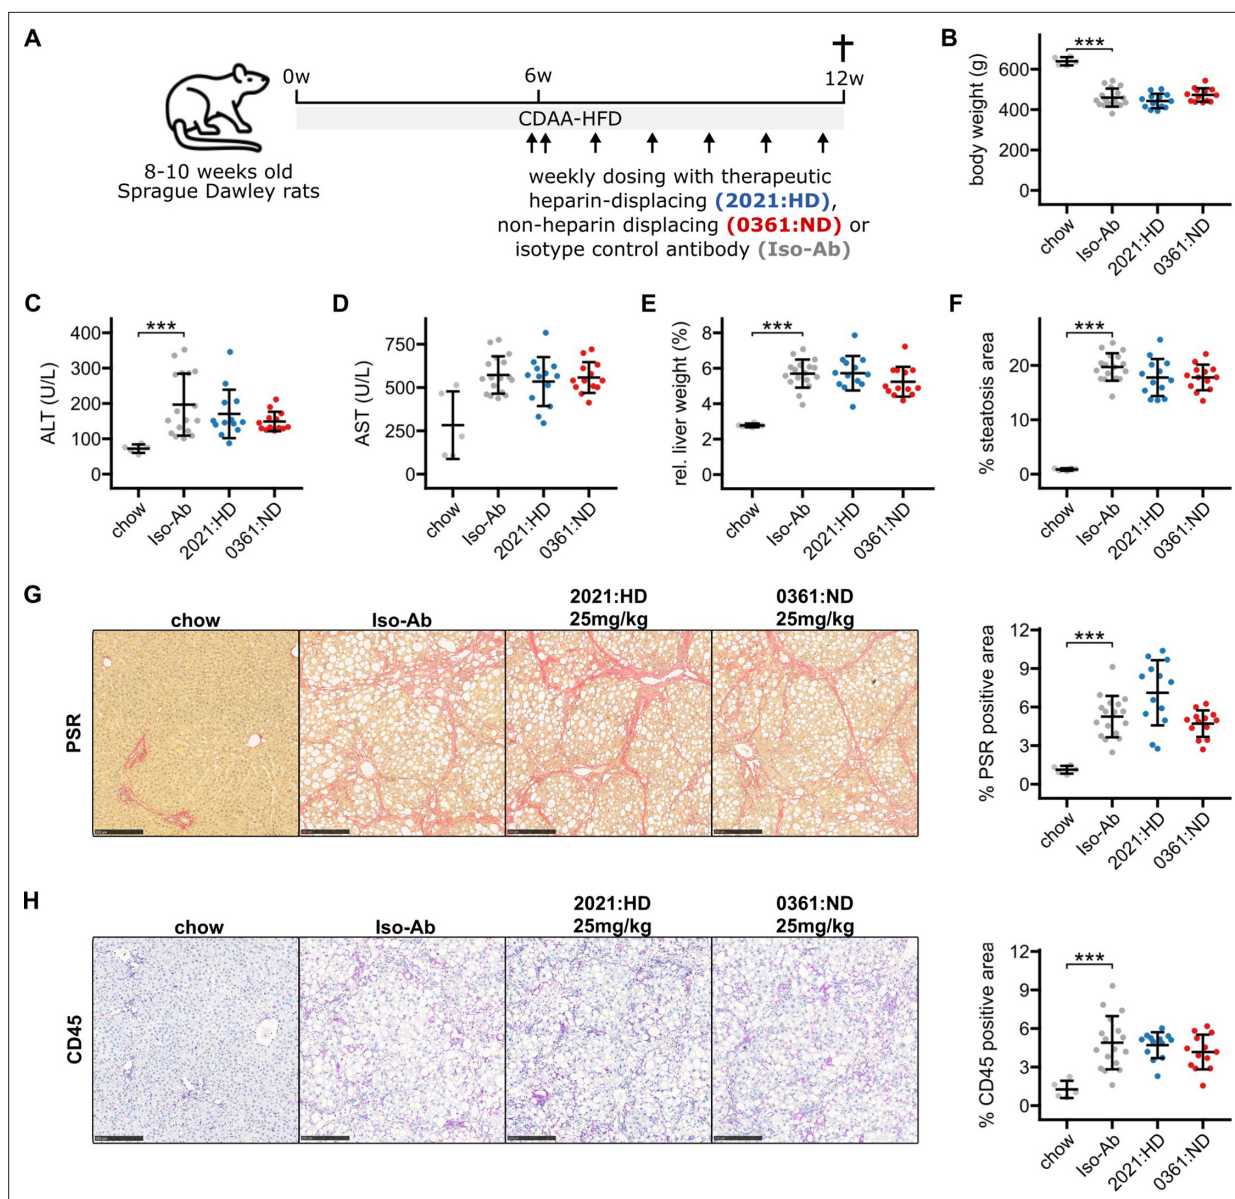 A
0w
6w
12w
CDAA-HFD
8-10 weeks old
Sprague Dawley rats
weekly dosing with therapeutic
heparin-displacing (2021:HD),
non-heparin displacing (0361:ND) or
isotype control antibody (Iso-Ab)
B
body weight (g)
600
400
200
0
***
chow
Iso-Ab
2021:HD
0361:ND
C
ALT (U/L)
400
300
200
100
0
***
chow
Iso-Ab
2021:HD
0361:ND
D
AST (U/L)
750
500
250
0
chow
Iso-Ab
2021:HD
0361:ND
E
rel. liver weight (%)
8
6
4
2
0
***
chow
Iso-Ab
2021:HD
0361:ND
F
% steatosis area
20
10
0
***
chow
Iso-Ab
2021:HD
0361:ND
G
chow
Iso-Ab
2021:HD
25mg/kg
0361:ND
25mg/kg
PSR
% PSR positive area
12
9
6
3
0
***
chow
Iso-Ab
2021:HD
0361:ND
H
chow
Iso-Ab
2021:HD
25mg/kg
0361:ND
25mg/kg
CD45
% CD45 positive area
12
9
6
3
0
***
chow
Iso-Ab
2021:HD
0361:ND